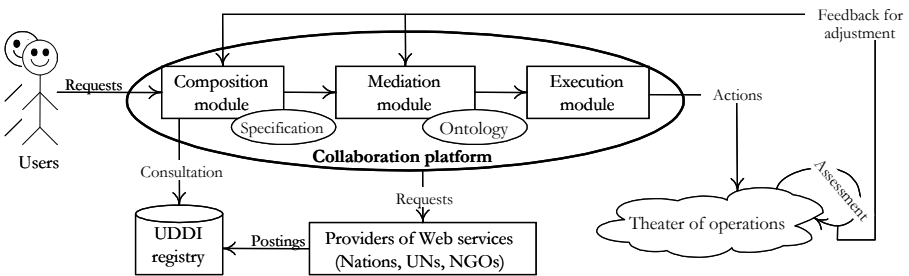 Feedback for
adjustment
Requests
Composition
module
Mediation
module
Execution
module
Actions
Specification
Ontology
Users
Collaboration platform
Consultation
Assessment
Requests
Theater of operations
UDDI
registry
Postings
Providers of Web services
(Nations, UNs, NGOs)